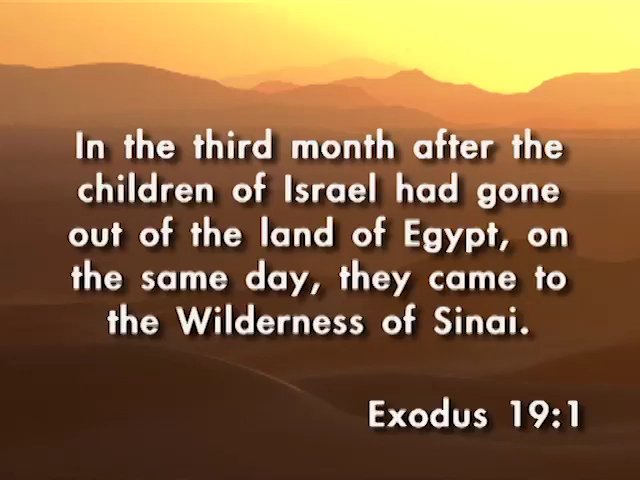 In the third month after the
children of Israel had gone
out of the land of Egypt, on
the same day, they came to
the Wilderness of Sinai.
Exodus 19:1